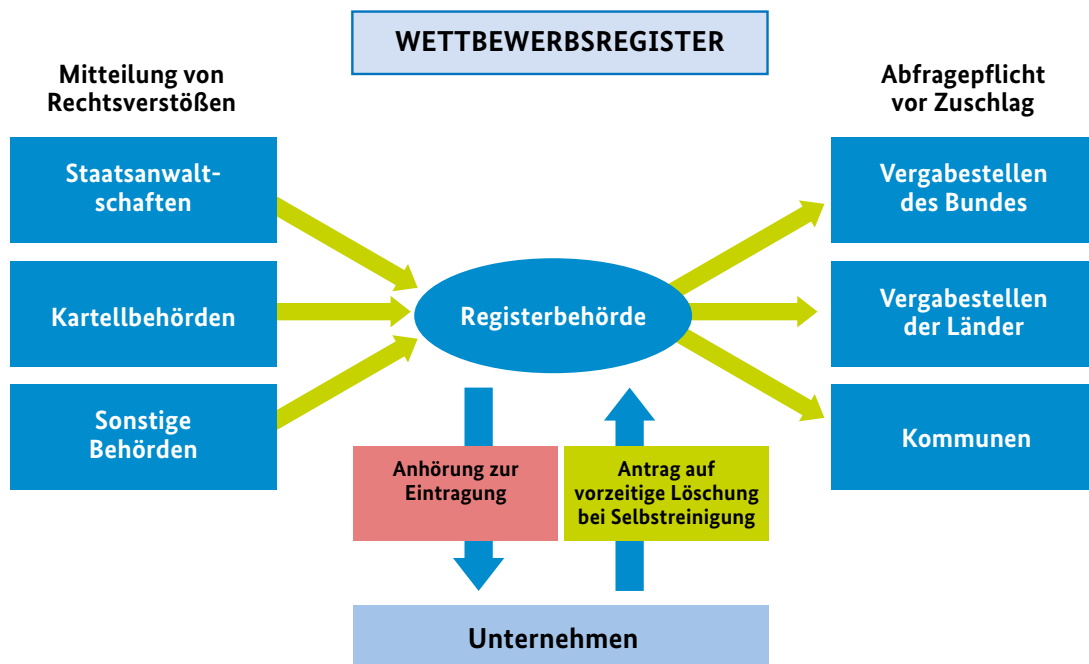 WETTBEWERBSREGISTER
Mitteilung von
Rechtsverstößen
Staatsanwalt-
schaften
Kartellbehörden
Sonstige
Behörden
Registerbehörde
Anhörung zur
Eintragung
Antrag auf
vorzeitige Löschung
bei Selbstreinigung
Unternehmen
Abfragepflicht
vor Zuschlag
Vergabestellen
des Bundes
Vergabestellen
der Länder
Kommunen